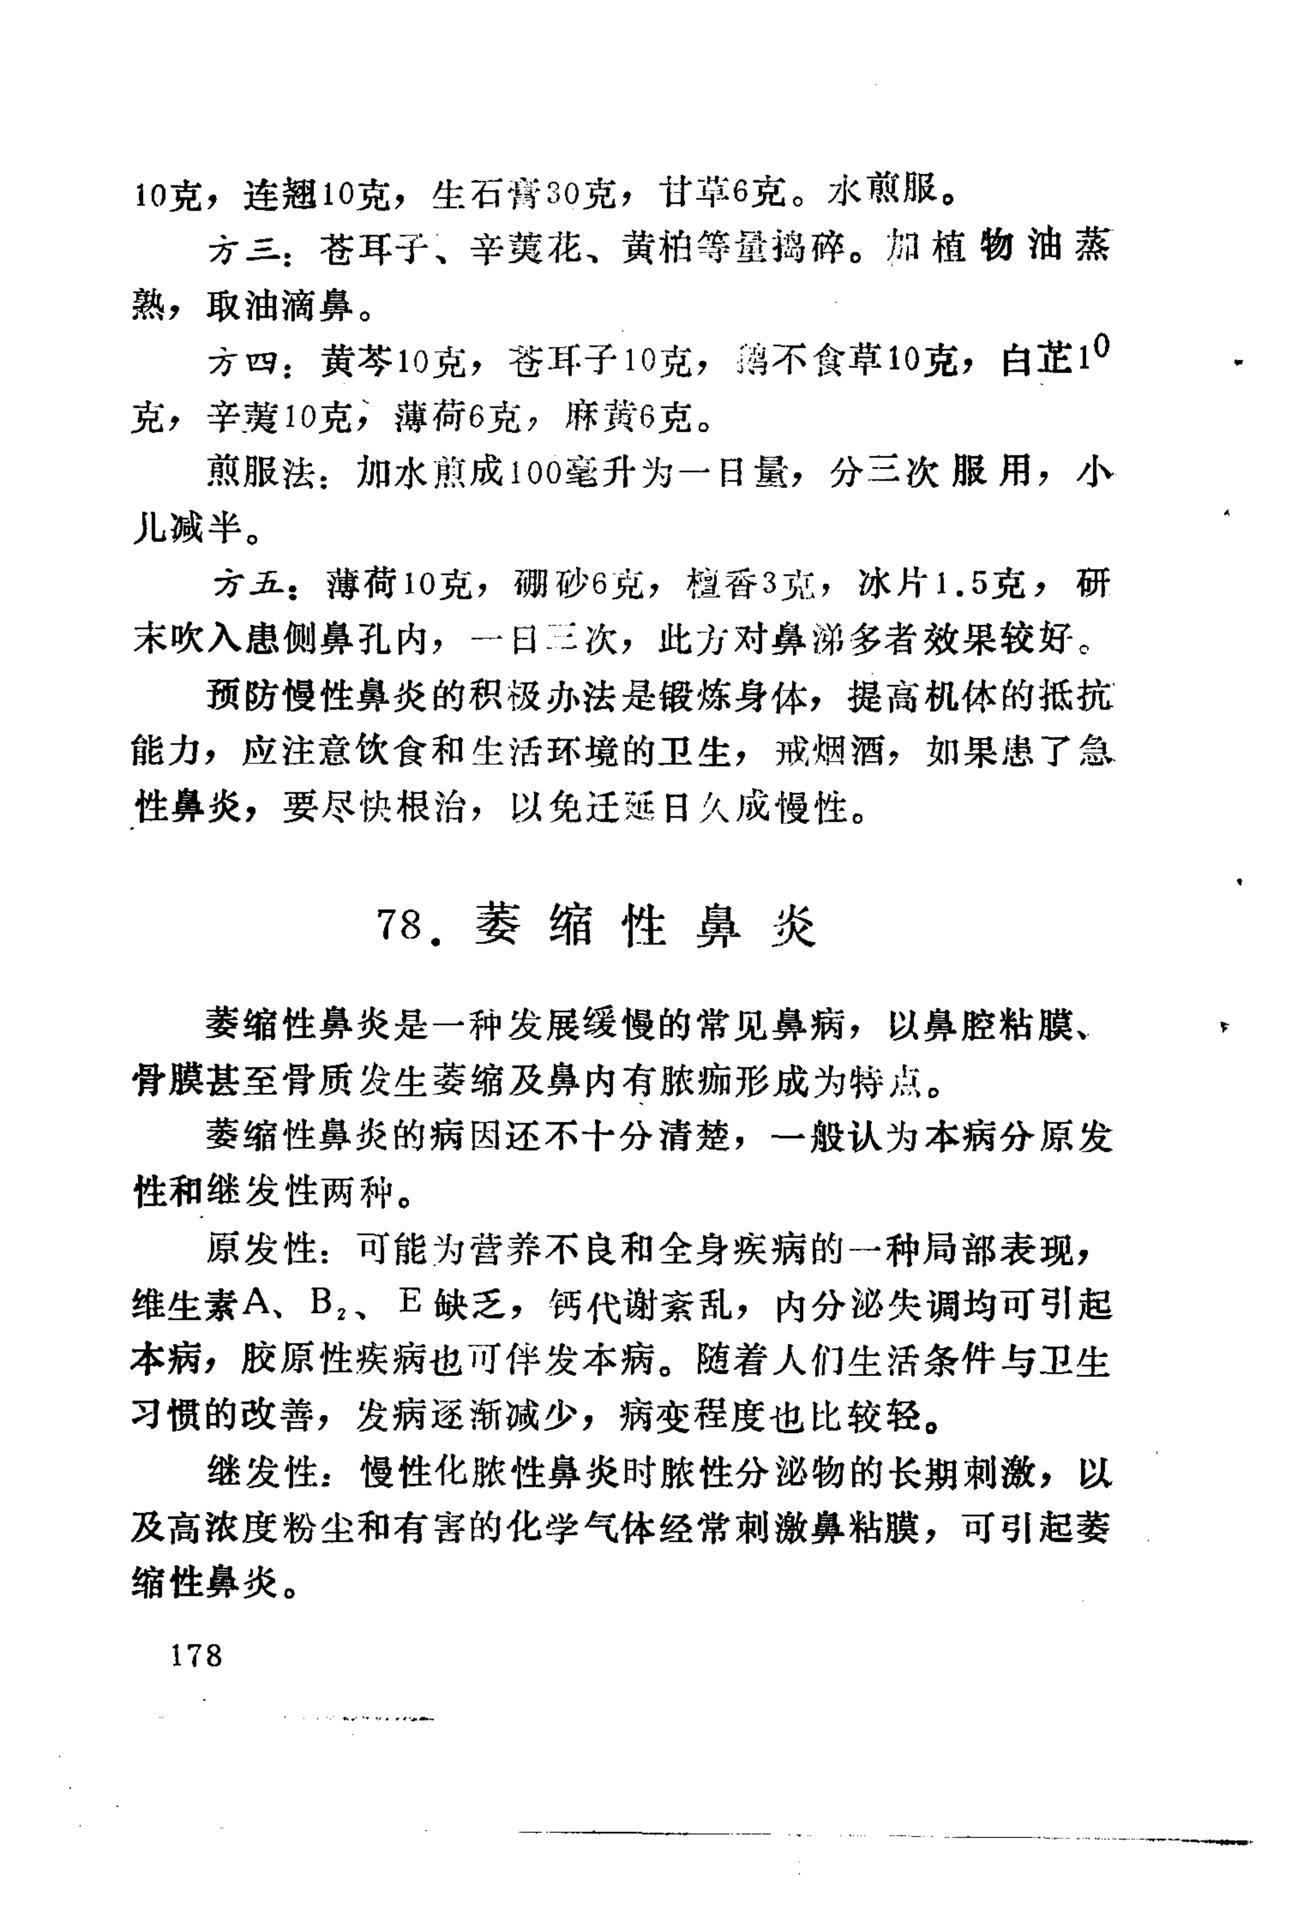 10克，连翘10克，生石膏30克，甘草6克。水煎服。
方三：苍耳子、辛荑花、黄柏等量捣碎。加植物油蒸
熟，取油滴鼻。
方四：黄芩10克，苍耳子10克，鹅不食草10克，白芷10
克，辛荑10克，薄荷6克，麻黄6克。
煎服法：加水煎成100毫升为一日量，分三次服用，小
儿减半。
方五：薄荷10克，硼砂6克，檀香3克，冰片1.5克，研
末吹入患侧鼻孔内，一日三次，此方对鼻涕多者效果较好。
预防慢性鼻炎的积极办法是锻炼身体，提高机体的抵抗
能力，应注意饮食和生活环境的卫生，戒烟酒，如果患了急
性鼻炎，要尽快根治，以免迁延日久成慢性。
78．萎缩性鼻炎
萎缩性鼻炎是一种发展缓慢的常见鼻病，以鼻腔粘膜、
骨膜甚至骨质发生萎缩及鼻内有脓痂形成为特点。
萎缩性鼻炎的病因还不十分清楚，一般认为本病分原发
性和继发性两种。
原发性：可能为营养不良和全身疾病的一种局部表现，
维生素A、B₂、E缺乏，钙代谢紊乱，内分泌失调均可引起
本病，胶原性疾病也可伴发本病。随着人们生活条件与卫生
习惯的改善，发病逐渐减少，病变程度也比较轻。
继发性：慢性化脓性鼻炎时脓性分泌物的长期刺激，以
及高浓度粉尘和有害的化学气体经常刺激鼻粘膜，可引起萎
缩性鼻炎。
178